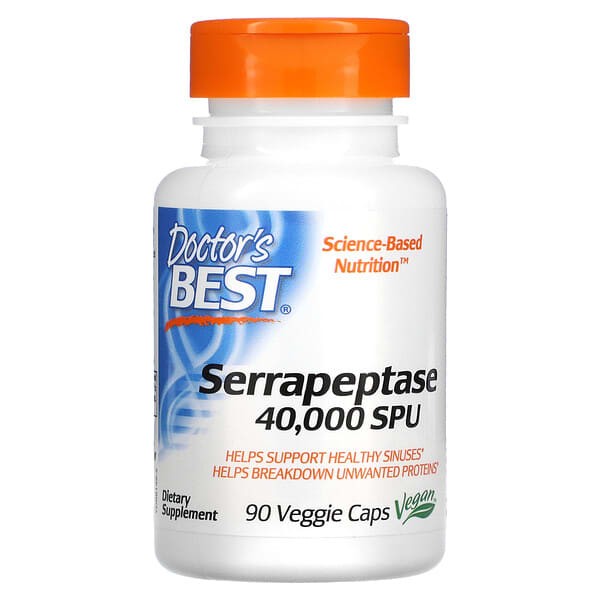 Doctor's
BEST®
Science-Based
Nutrition™
Serrapeptase
40,000 SPU
HELPS SUPPORT HEALTHY SINUSES*
HELPS BREAKDOWN UNWANTED PROTEINS*
Dietary
Supplement
90 Veggie Caps
Vegan